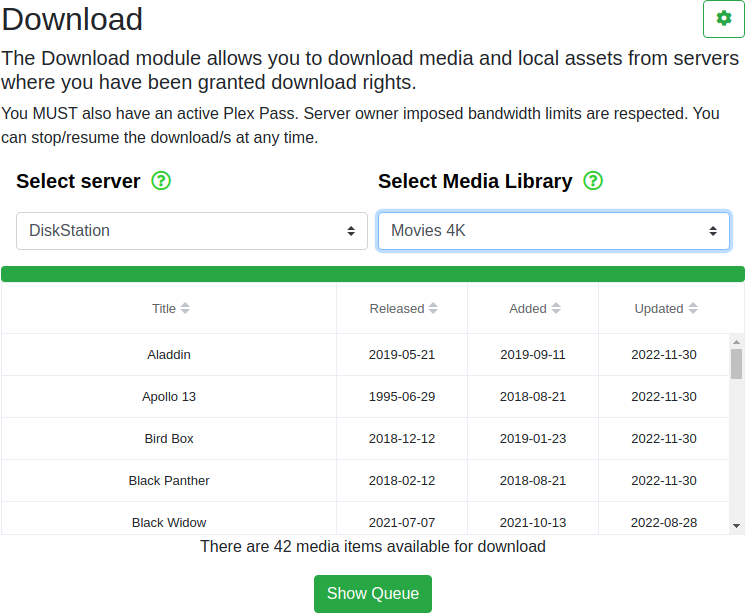 Download
The Download module allows you to download media and local assets from servers
where you have been granted download rights.
You MUST also have an active Plex Pass. Server owner imposed bandwidth limits are respected. You
can stop/resume the download/s at any time.
Select server ? Select Media Library ?
DiskStation Movies 4K
Title Released Added Updated
Aladdin 2019-05-21 2019-09-11 2022-11-30
Apollo 13 1995-06-29 2018-08-21 2022-11-30
Bird Box 2018-12-12 2019-01-23 2022-11-30
Black Panther 2018-02-12 2018-08-21 2022-11-30
Black Widow 2021-07-07 2021-10-13 2022-08-28
There are 42 media items available for download
Show Queue